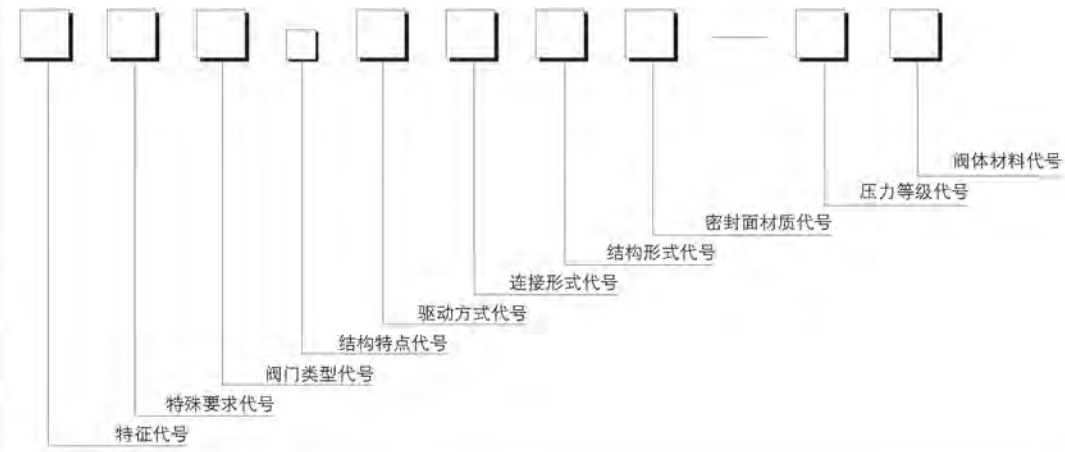 阀体材料代号
压力等级代号
密封面材质代号
结构形式代号
连接形式代号
驱动方式代号
结构特点代号
阀门类型代号
特殊要求代号
特征代号